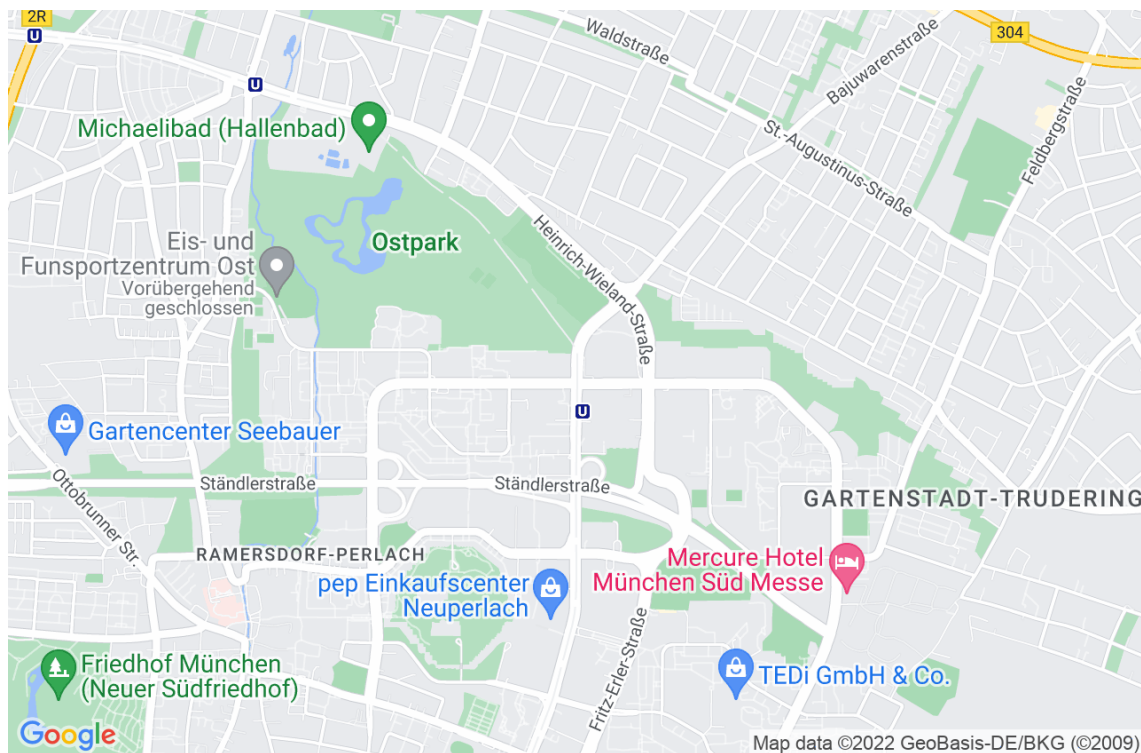 2R
U
U
304
Waldstraße
Bajuwarenstraße
Michaelibad (Hallenbad)
St.-Augustinus-Straße
Feldbergstraße
Eis- und
Funsportzentrum Ost
Vorübergehend
geschlossen
Ostpark
Heinrich-Wieland-Straße
U
Gartencenter Seebauer
Ottobrunner Str.
Ständlerstraße
Ständlerstraße
GARTENSTADT-TRUDERING
RAMERSDORF-PERLACH
Mercure Hotel
München Süd Messe
pep Einkaufscenter
Neuperlach
Friedhof München
(Neuer Südfriedhof)
Fritz-Erler-Straße
TEDi GmbH & Co.
Google
Map data ©2022 GeoBasis-DE/BKG (©2009)